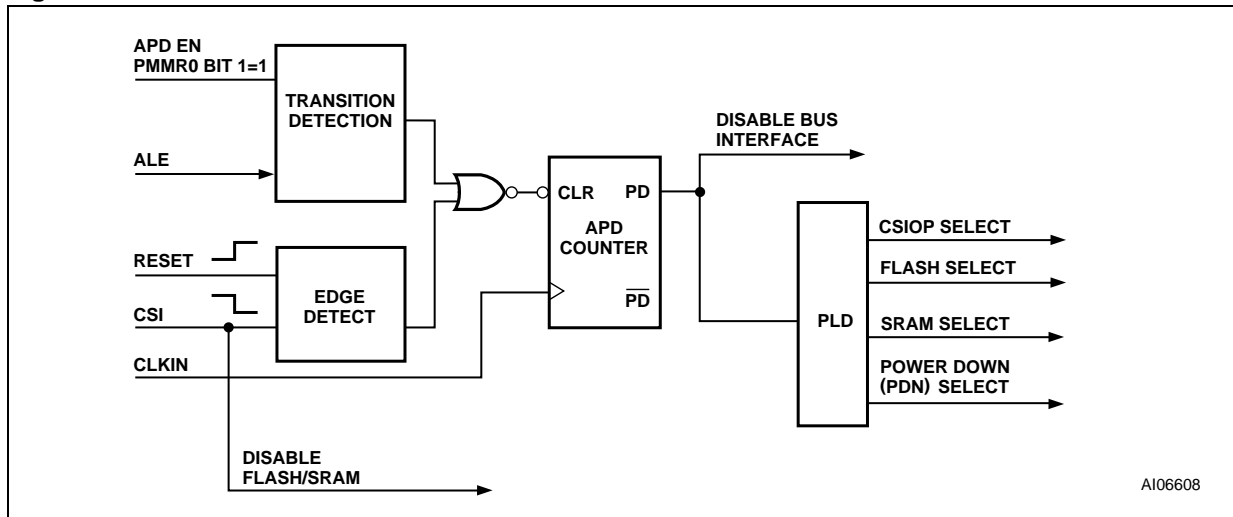 APD EN
PMMR0 BIT 1=1
TRANSITION
DETECTION
ALE
RESET
CSI
CLKIN
EDGE
DETECT
DISABLE
FLASH/SRAM
CLR
PD
APD
COUNTER
PD
DISABLE BUS
INTERFACE
PLD
CSIOP SELECT
FLASH SELECT
SRAM SELECT
POWER DOWN
(PDN) SELECT
AI06608